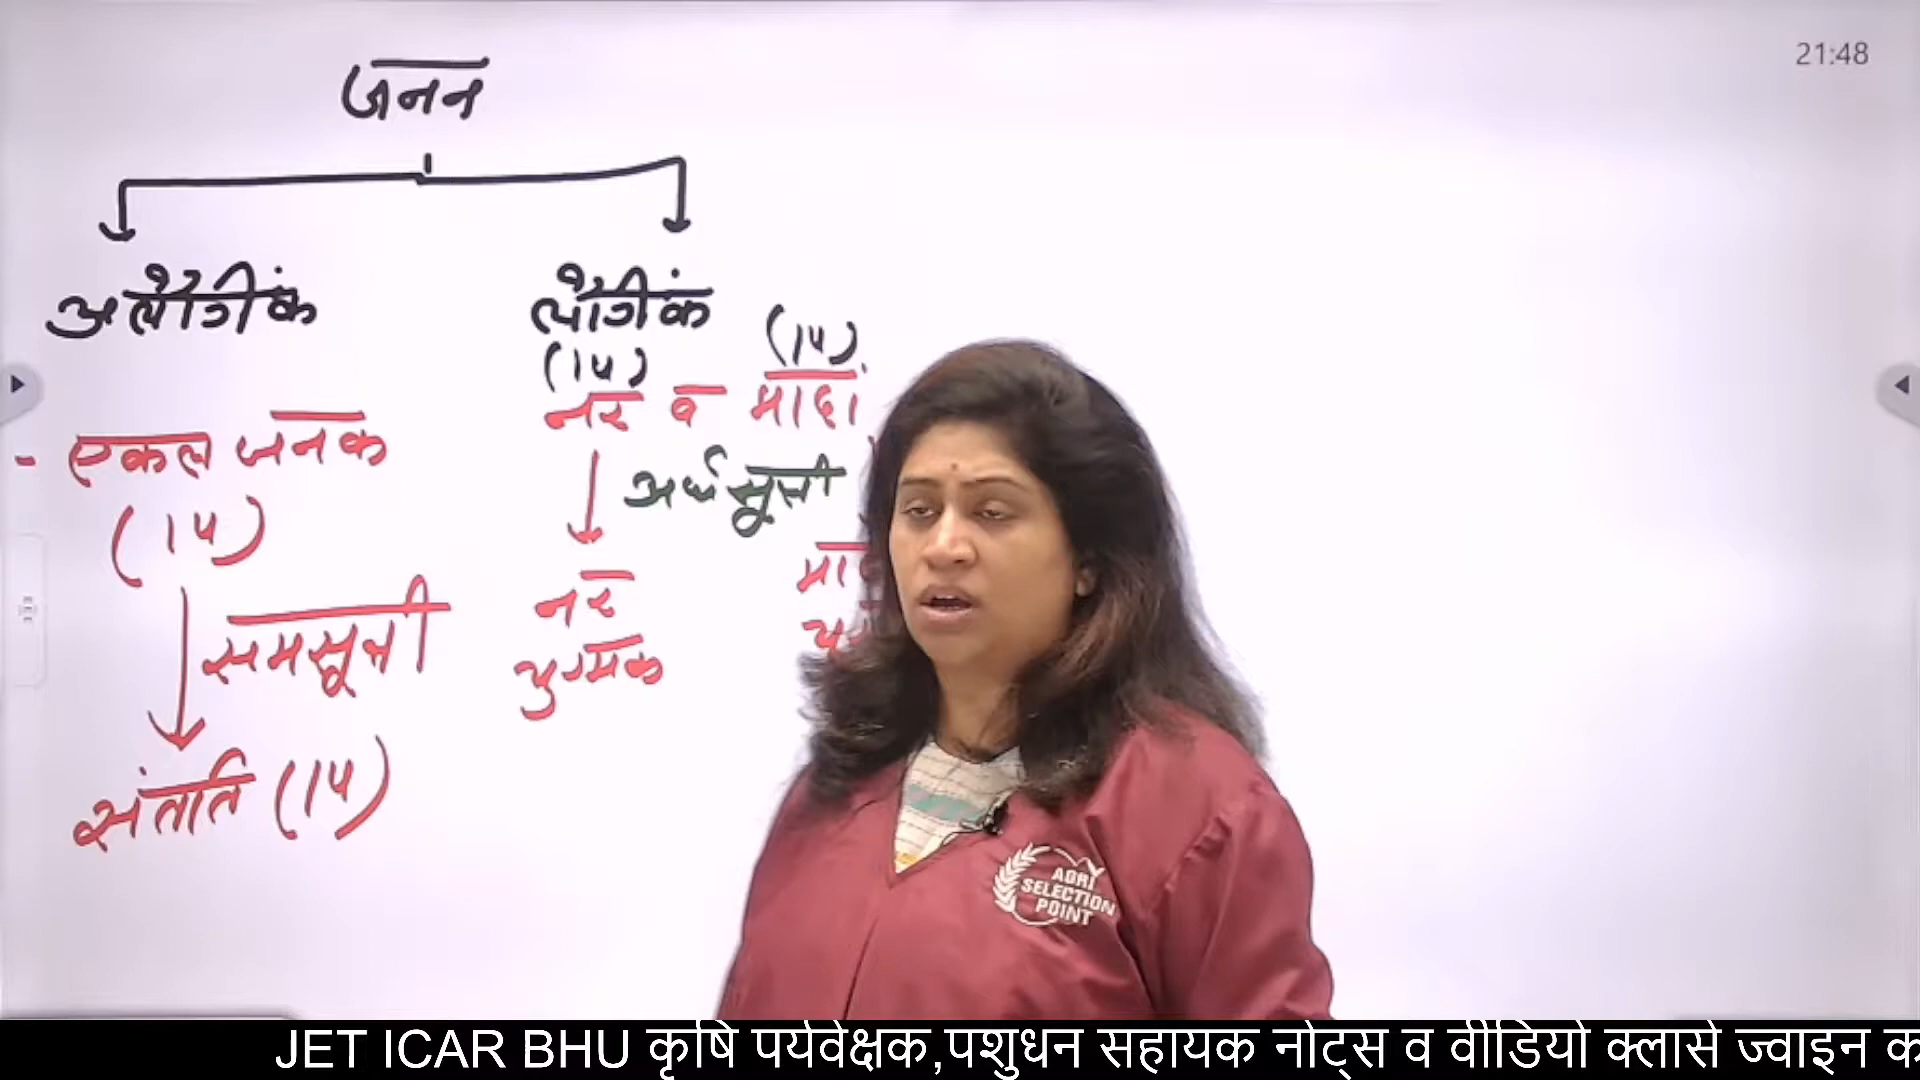 21:48
जनन
अलैंगिक
लैंगिक
(14)
(14)
नर व मादा
- एकल जनक
(14)
अर्धसूत्री
समसूत्री
नर
युग्मक
संतति (14)
AGRI
SELECTION
POINT
JET ICAR BHU कृषि पर्यवेक्षक,पशुधन सहायक नोट्स व वीडियो क्लासे ज्वाइन क